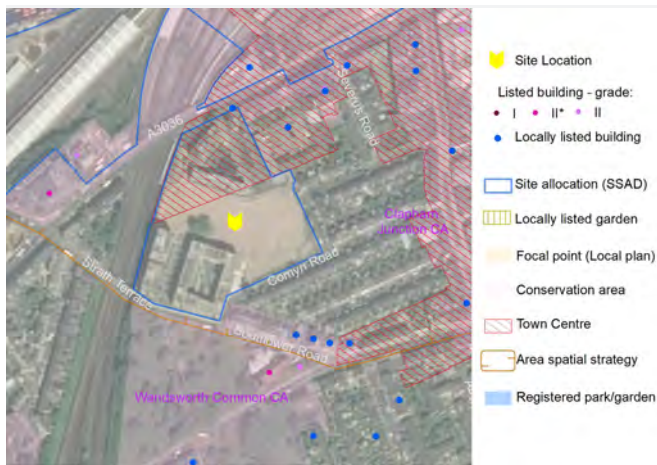 A3036
Severus Road
Clapham
Junction CA
Comyn Road
Strath Terrace
Boutflower Road
Wandsworth Common CA
Site Location
Listed building - grade:
I II* II
Locally listed building
Site allocation (SSAD)
Locally listed garden
Focal point (Local plan)
Conservation area
Town Centre
Area spatial strategy
Registered park/garden